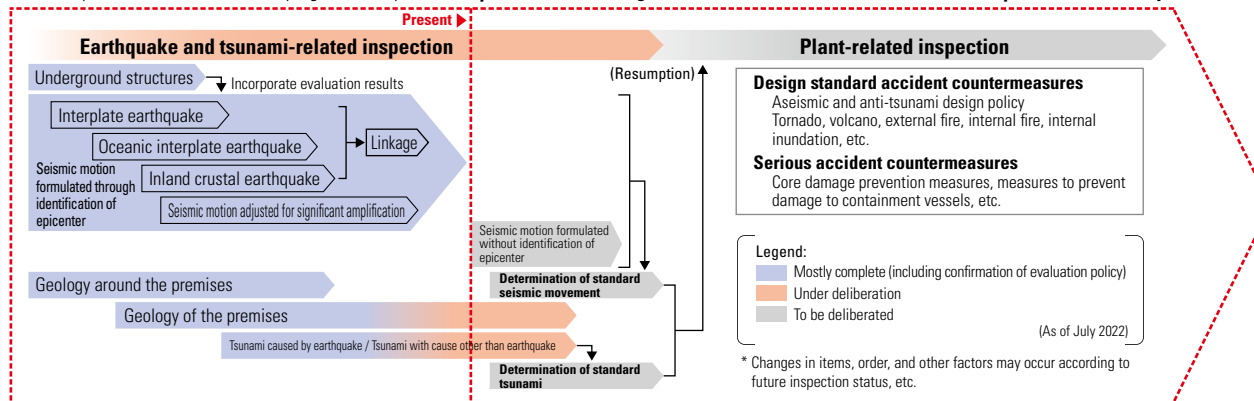 Present
Earthquake and tsunami-related inspection
Plant-related inspection
Underground structures
Incorporate evaluation results
(Resumption)
Interplate earthquake
Oceanic interplate earthquake
Linkage
Seismic motion
formulated through
identification of
epicenter
Inland crustal earthquake
Seismic motion adjusted for significant amplification
Seismic motion formulated
without identification of
epicenter
Determination of standard
seismic movement
Geology around the premises
Geology of the premises
Tsunami caused by earthquake / Tsunami with cause other than earthquake
Determination of standard
tsunami
Design standard accident countermeasures
Aseismic and anti-tsunami design policy
Tornado, volcano, external fire, internal fire, internal
inundation, etc.
Serious accident countermeasures
Core damage prevention measures, measures to prevent
damage to containment vessels, etc.
Legend:
Mostly complete (including confirmation of evaluation policy)
Under deliberation
To be deliberated
(As of July 2022)
* Changes in items, order, and other factors may occur according to
future inspection status, etc.